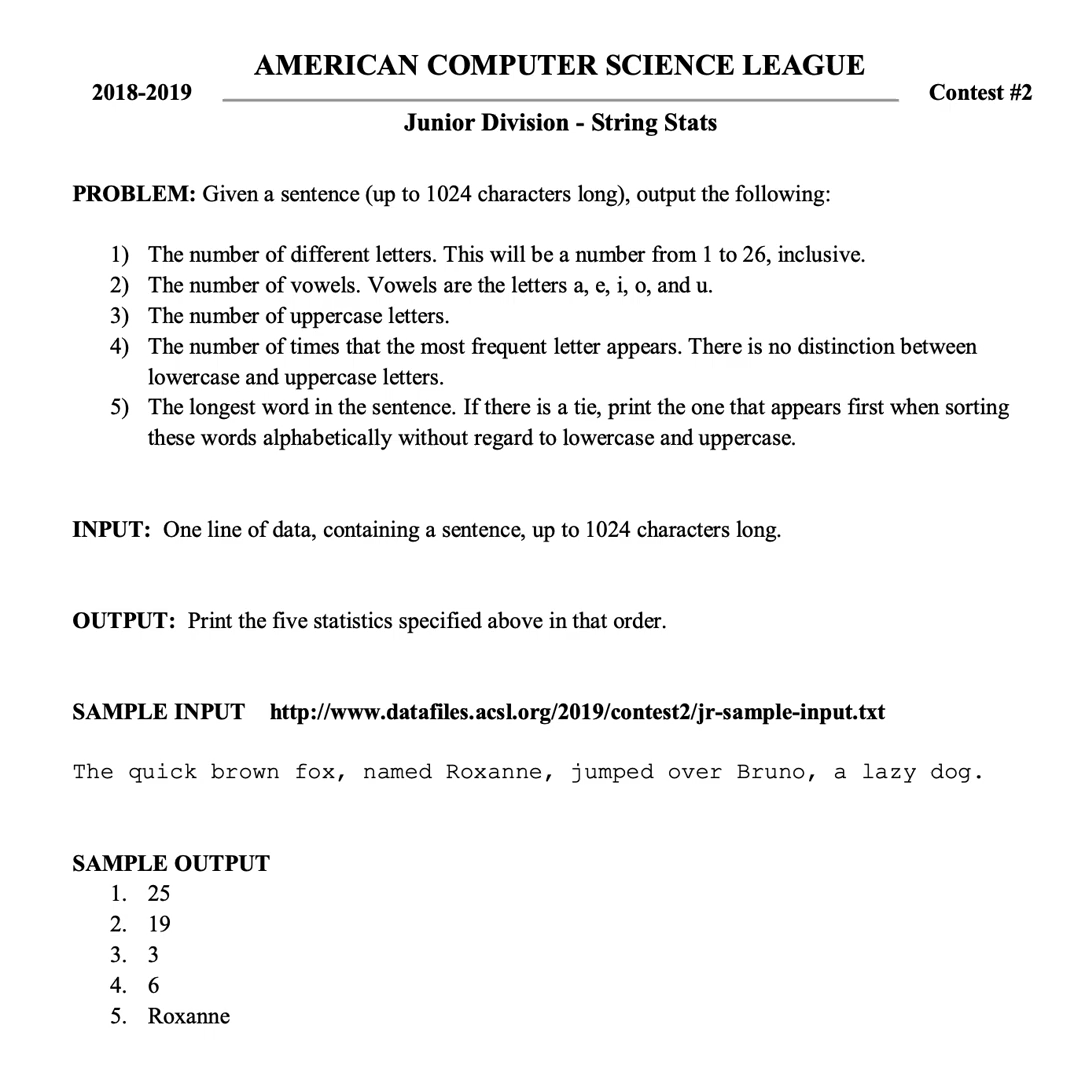 AMERICAN COMPUTER SCIENCE LEAGUE
2018-2019 Contest #2
Junior Division - String Stats
PROBLEM: Given a sentence (up to 1024 characters long), output the following:
1) The number of different letters. This will be a number from 1 to 26, inclusive.
2) The number of vowels. Vowels are the letters a, e, i, o, and u.
3) The number of uppercase letters.
4) The number of times that the most frequent letter appears. There is no distinction between
lowercase and uppercase letters.
5) The longest word in the sentence. If there is a tie, print the one that appears first when sorting
these words alphabetically without regard to lowercase and uppercase.
INPUT: One line of data, containing a sentence, up to 1024 characters long.
OUTPUT: Print the five statistics specified above in that order.
SAMPLE INPUT http://www.datafiles.acsl.org/2019/contest2/jr-sample-input.txt
The quick brown fox, named Roxanne, jumped over Bruno, a lazy dog.
SAMPLE OUTPUT
1. 25
2. 19
3. 3
4. 6
5. Roxanne